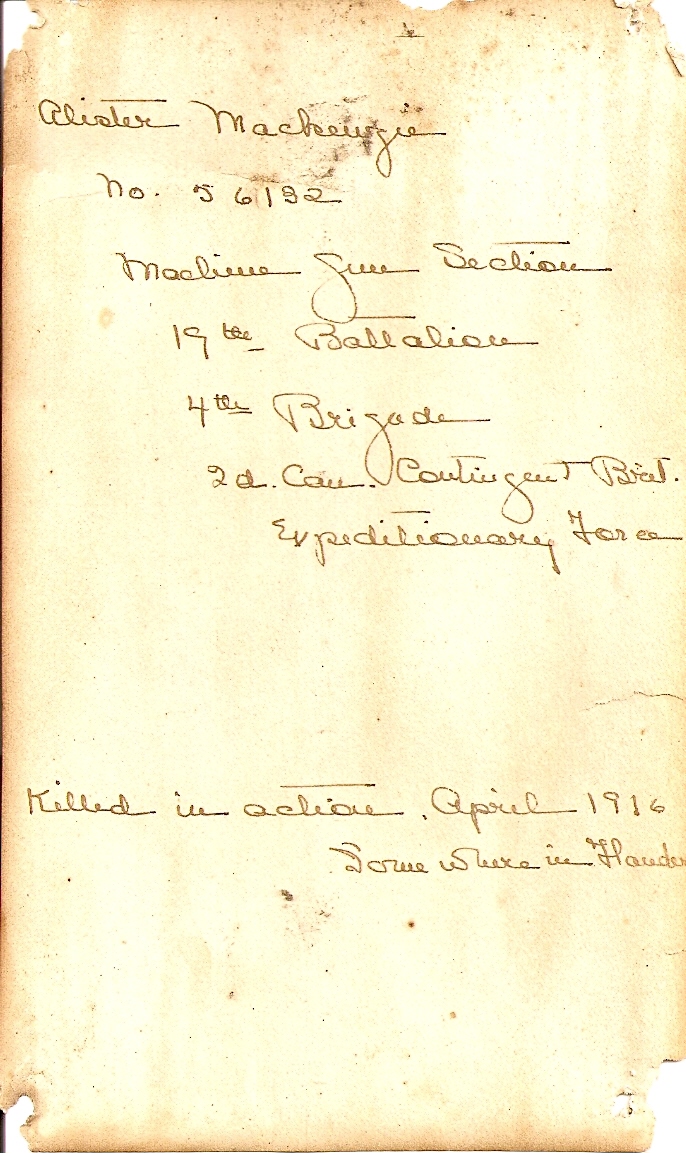 Alister Mackenzie
No. 56132
Machine Gun Section
19th Battalion
4th Brigade
2d. Can. Contingent Brit.
Expeditionary Force
Killed in action, April 1916
Some where in Flanders